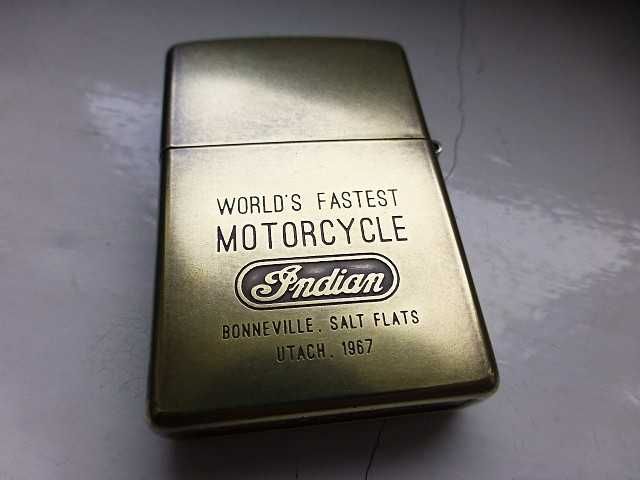 WORLD'S FASTEST
MOTORCYCLE
Indian
BONNEVILLE. SALT FLATS
UTACH. 1967